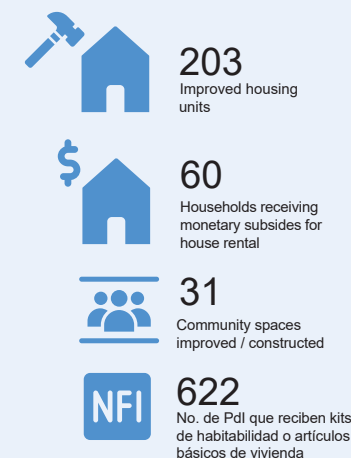 203
Improved housing
units
$
60
Households receiving
monetary subsides for
house rental
31
Community spaces
improved / constructed
NFI
622
No. de PdI que reciben kits
de habitabilidad o artículos
básicos de vivienda